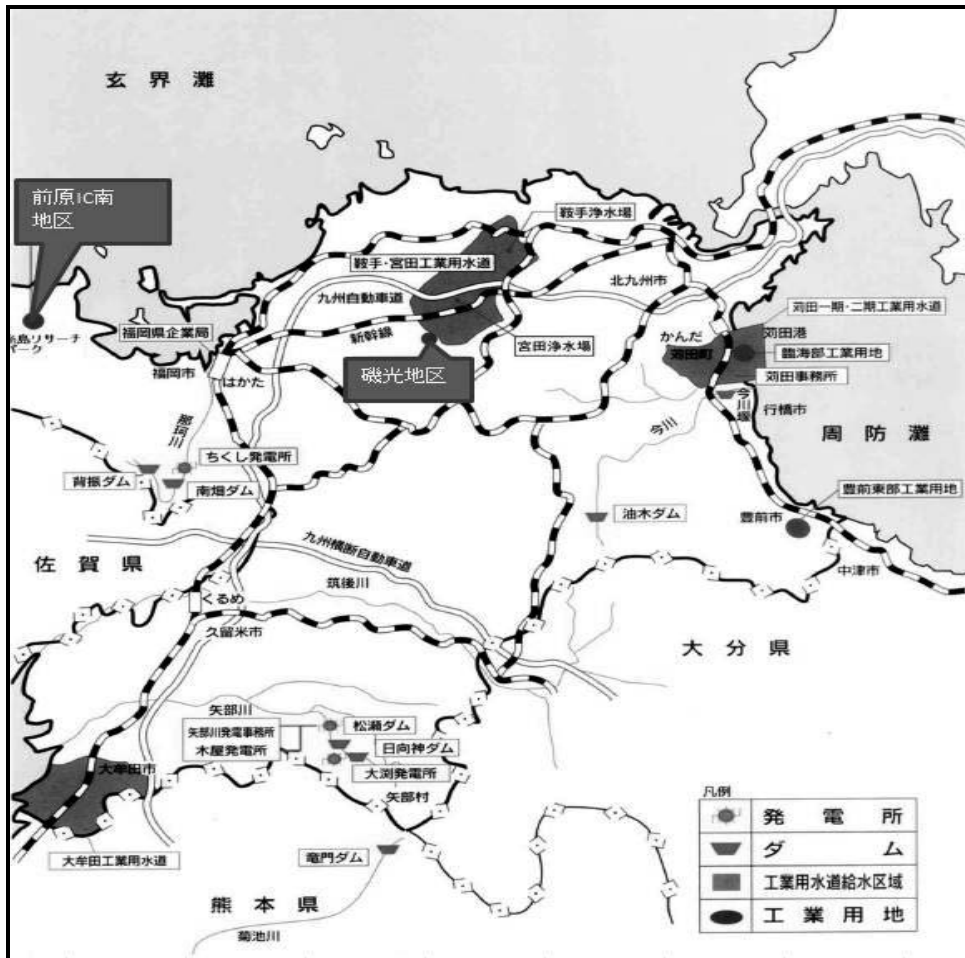 玄界灘
前原IC南
地区
鞍手浄水場
鞍手・宮田工業用水道
九州自動車道
北九州市
苅田一期・二期工業用水道
糸島リサーチ
パーク
福岡県企業局
新幹線
宮田浄水場
かんだ
苅田港
苅田町
臨海部工業用地
福岡市
はかた
磯光地区
苅田事務所
今川
行橋市
那珂川
周防灘
ちくし発電所
背振ダム
南畑ダム
油木ダム
豊前東部工業用地
豊前市
佐賀県
九州横断自動車道
中津市
筑後川
くるめ
久留米市
大分県
矢部川
松瀬ダム
矢部川発電事務所
木屋発電所
日向神ダム
大渕発電所
大牟田市
矢部村
凡例
発電所
ダム
工業用水道給水区域
工業用地
大牟田工業用水道
竜門ダム
熊本県
菊池川